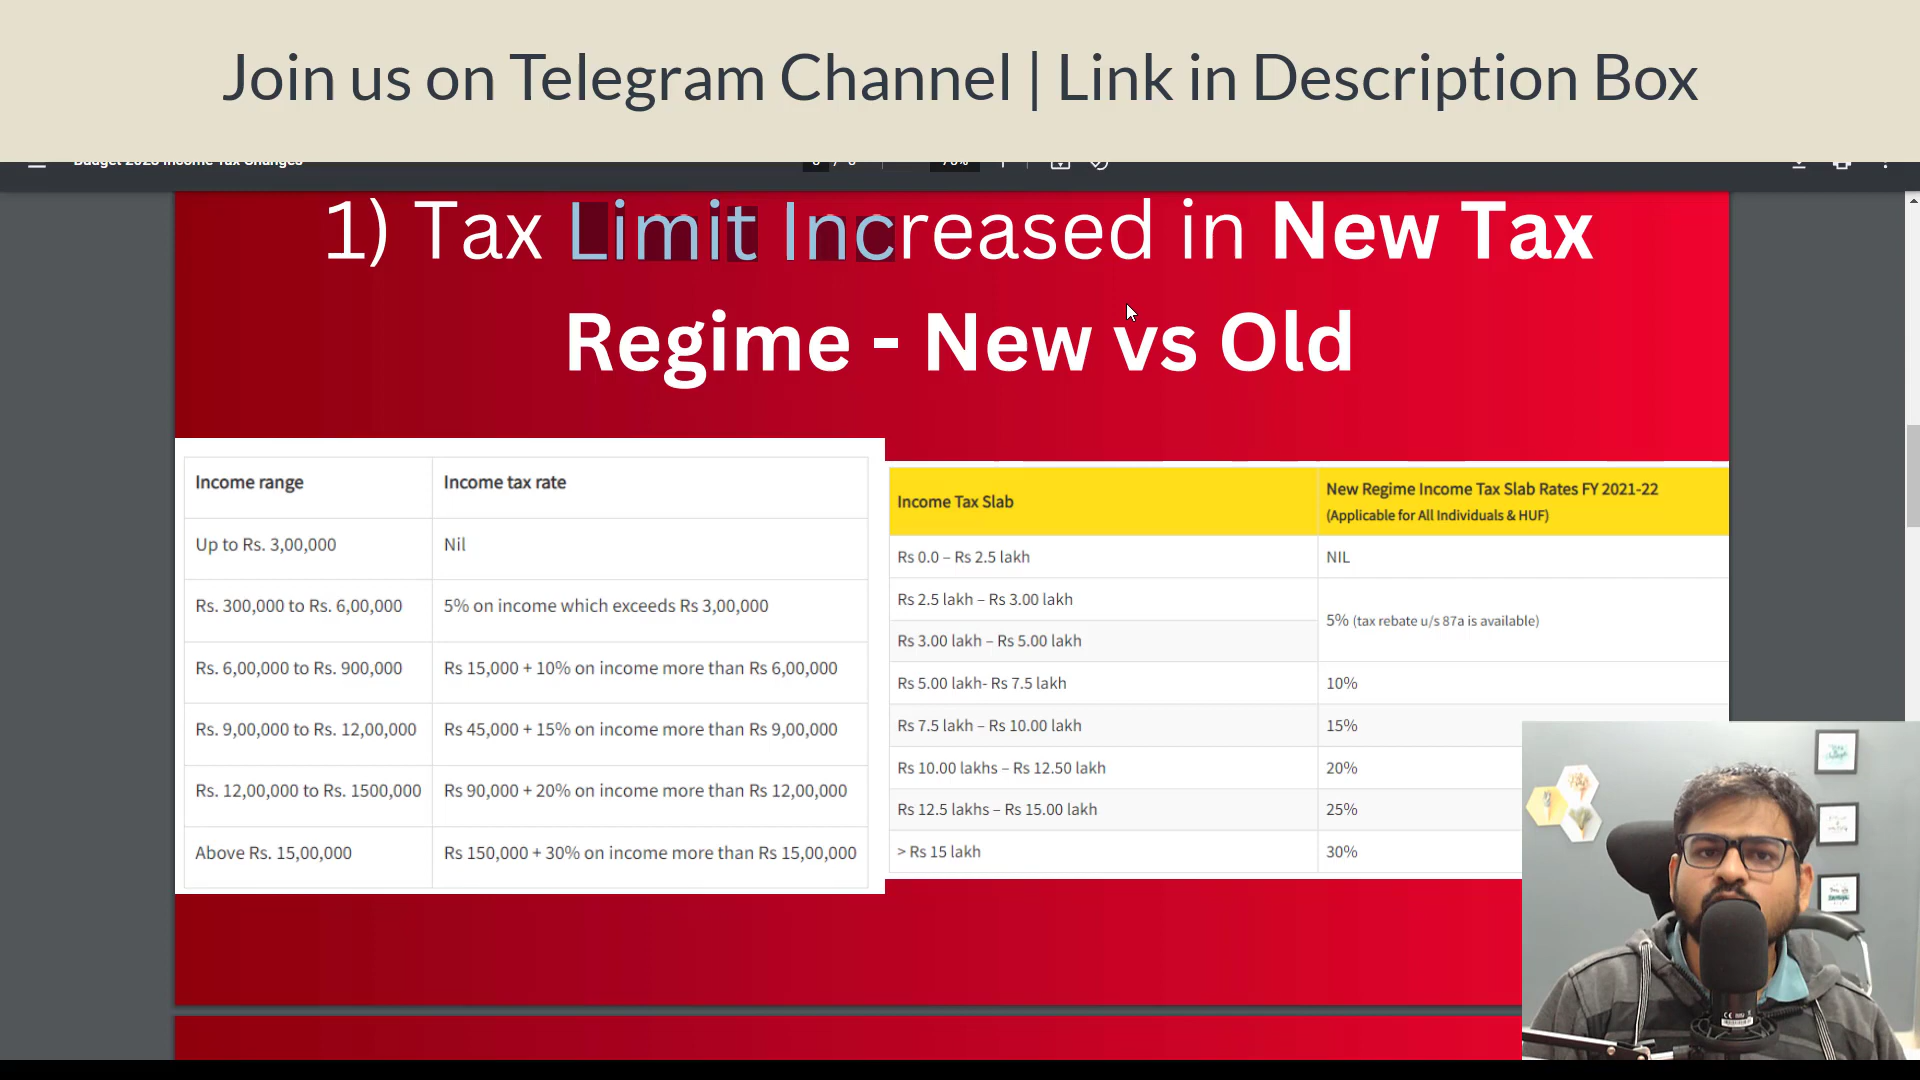 Join us on Telegram Channel | Link in Description Box
Budget 2023 Income Tax Changes
1) Tax Limit Increased in New Tax
Regime - New vs Old
Income range Income tax rate
Up to Rs. 3,00,000 Nil
Rs. 300,000 to Rs. 6,00,000 5% on income which exceeds Rs 3,00,000
Rs. 6,00,000 to Rs. 900,000 Rs 15,000 + 10% on income more than Rs 6,00,000
Rs. 9,00,000 to Rs. 12,00,000 Rs 45,000 + 15% on income more than Rs 9,00,000
Rs. 12,00,000 to Rs. 1500,000 Rs 90,000 + 20% on income more than Rs 12,00,000
Above Rs. 15,00,000 Rs 150,000 + 30% on income more than Rs 15,00,000
Income Tax Slab New Regime Income Tax Slab Rates FY 2021-22
(Applicable for All Individuals & HUF)
Rs 0.0 – Rs 2.5 lakh NIL
Rs 2.5 lakh – Rs 3.00 lakh
5% (tax rebate u/s 87a is available)
Rs 3.00 lakh – Rs 5.00 lakh
Rs 5.00 lakh- Rs 7.5 lakh 10%
Rs 7.5 lakh – Rs 10.00 lakh 15%
Rs 10.00 lakhs – Rs 12.50 lakh 20%
Rs 12.5 lakhs – Rs 15.00 lakh 25%
> Rs 15 lakh 30%